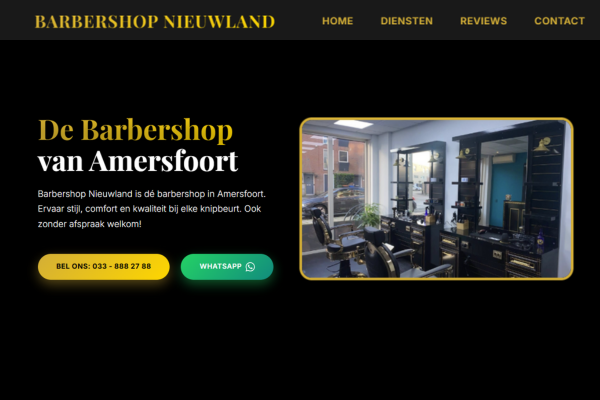 BARBERSHOP NIEUWLAND
HOME DIENSTEN REVIEWS CONTACT
De Barbershop
van Amersfoort
Barbershop Nieuwland is dé barbershop in Amersfoort.
Ervaar stijl, comfort en kwaliteit bij elke knipbeurt. Ook
zonder afspraak welkom!
BEL ONS: 033 - 888 27 88
WHATSAPP